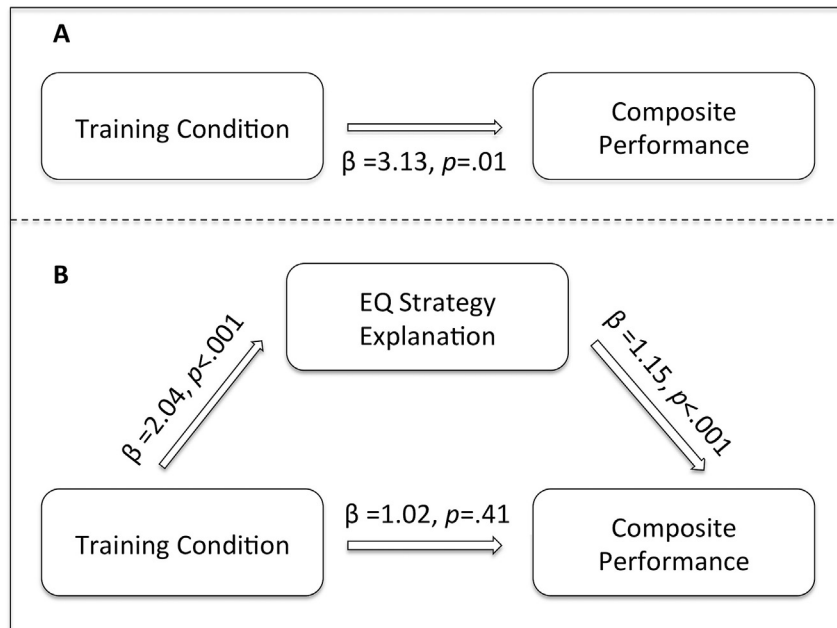 A
Training Condition
Composite
Performance
β =3.13, p=.01
B
EQ Strategy
Explanation
β =2.04, p<.001
β =1.15, p<.001
Training Condition
β =1.02, p=.41
Composite
Performance